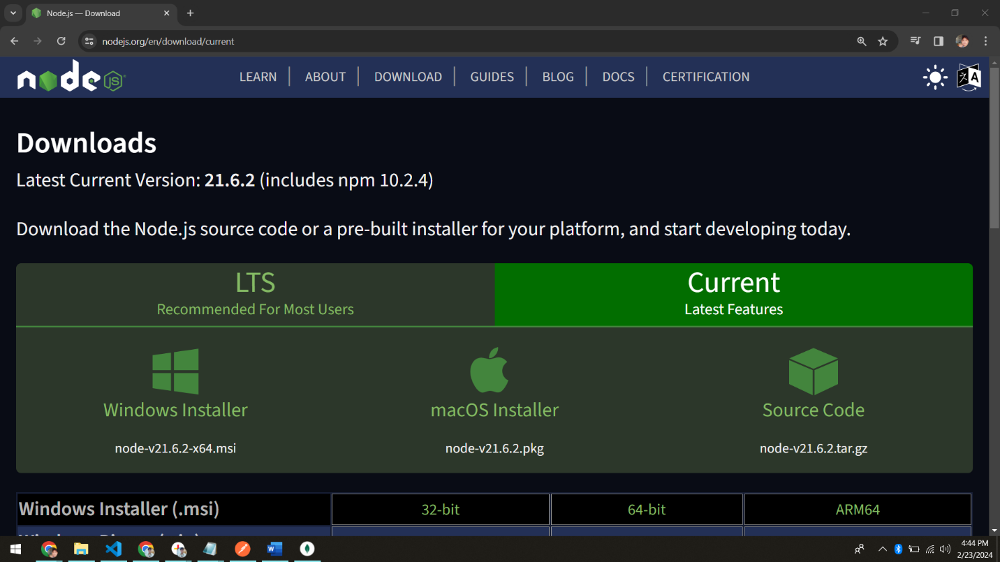 Node.js — Download
nodejs.org/en/download/current
node JS
LEARN
ABOUT
DOWNLOAD
GUIDES
BLOG
DOCS
CERTIFICATION
Downloads
Latest Current Version: 21.6.2 (includes npm 10.2.4)
Download the Node.js source code or a pre-built installer for your platform, and start developing today.
LTS
Recommended For Most Users
Current
Latest Features
Windows Installer
node-v21.6.2-x64.msi
macOS Installer
node-v21.6.2.pkg
Source Code
node-v21.6.2.tar.gz
Windows Installer (.msi)
32-bit
64-bit
ARM64
4:44 PM
2/23/2024